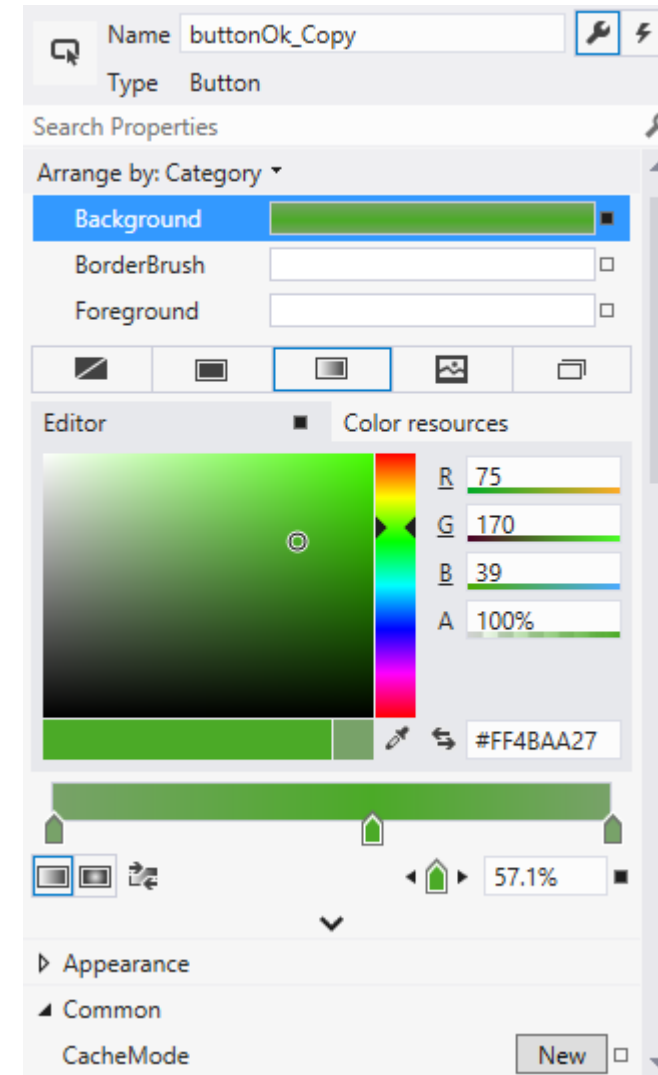 Name buttonOk_Copy
Type Button
Search Properties
Arrange by: Category
Background
BorderBrush
Foreground
Editor Color resources
R 75
G 170
B 39
A 100%
#FF4BAA27
57.1%
Appearance
Common
CacheMode New